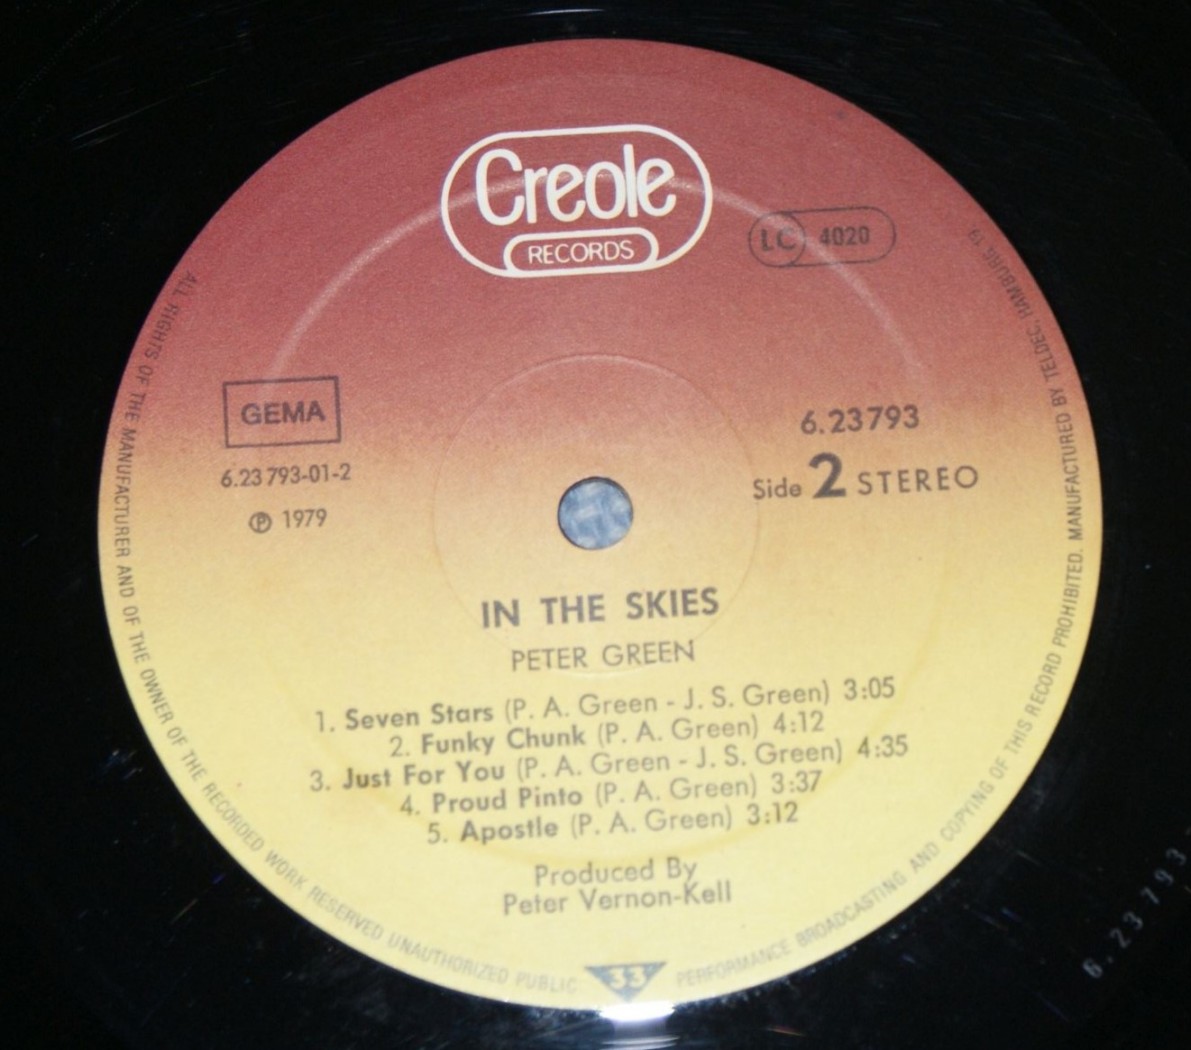 Creole
RECORDS
LC 4020
GEMA
6.23793
6.23 793-01-2
Side 2 STEREO
℗ 1979
IN THE SKIES
PETER GREEN
1. Seven Stars (P. A. Green - J. S. Green) 3:05
2. Funky Chunk (P. A. Green) 4:12
3. Just For You (P. A. Green - J. S. Green) 4:35
4. Proud Pinto (P. A. Green) 3:37
5. Apostle (P. A. Green) 3:12
Produced By
Peter Vernon-Kell
33
ALL RIGHTS OF THE MANUFACTURER AND OF THE OWNER OF THE RECORDED WORK RESERVED UNAUTHORIZED PUBLIC PERFORMANCE BROADCASTING AND COPYING OF THIS RECORD PROHIBITED. MANUFACTURED BY TELDEC, HAMBURG 19
6.23793